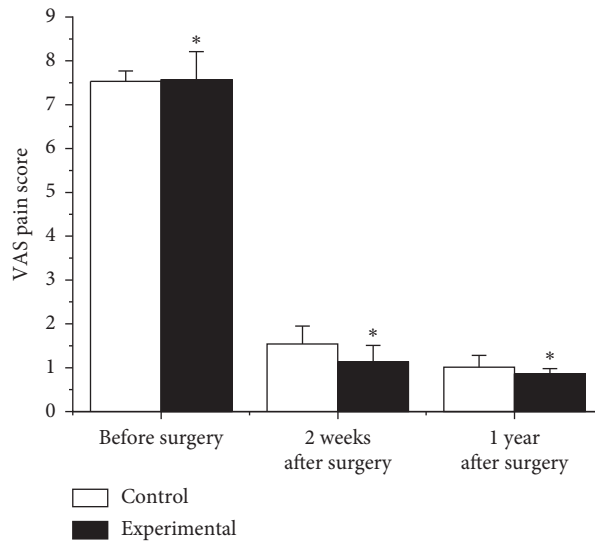 VAS pain score
9
8
7
6
5
4
3
2
1
0
*
*
*
Before surgery
2 weeks
after surgery
1 year
after surgery
Control
Experimental